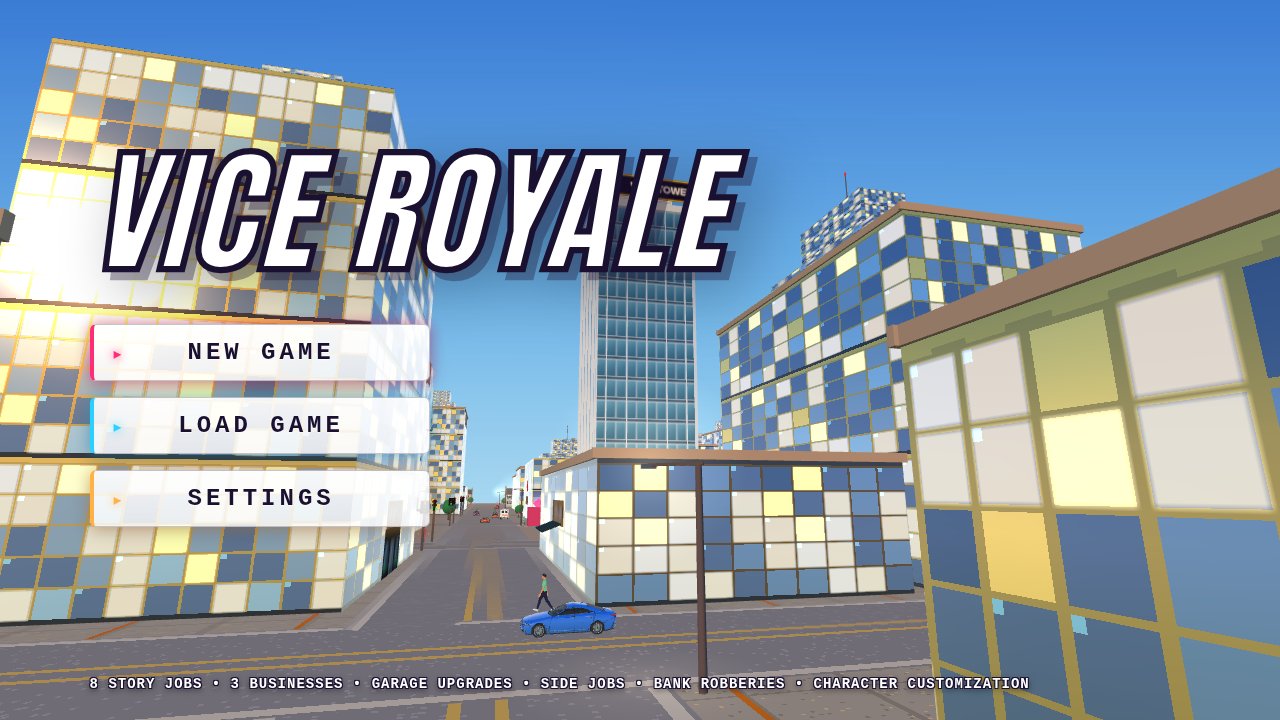 VICE ROYALE
TOWE
NEW GAME
LOAD GAME
SETTINGS
8 STORY JOBS • 3 BUSINESSES • GARAGE UPGRADES • SIDE JOBS • BANK ROBBERIES • CHARACTER CUSTOMIZATION